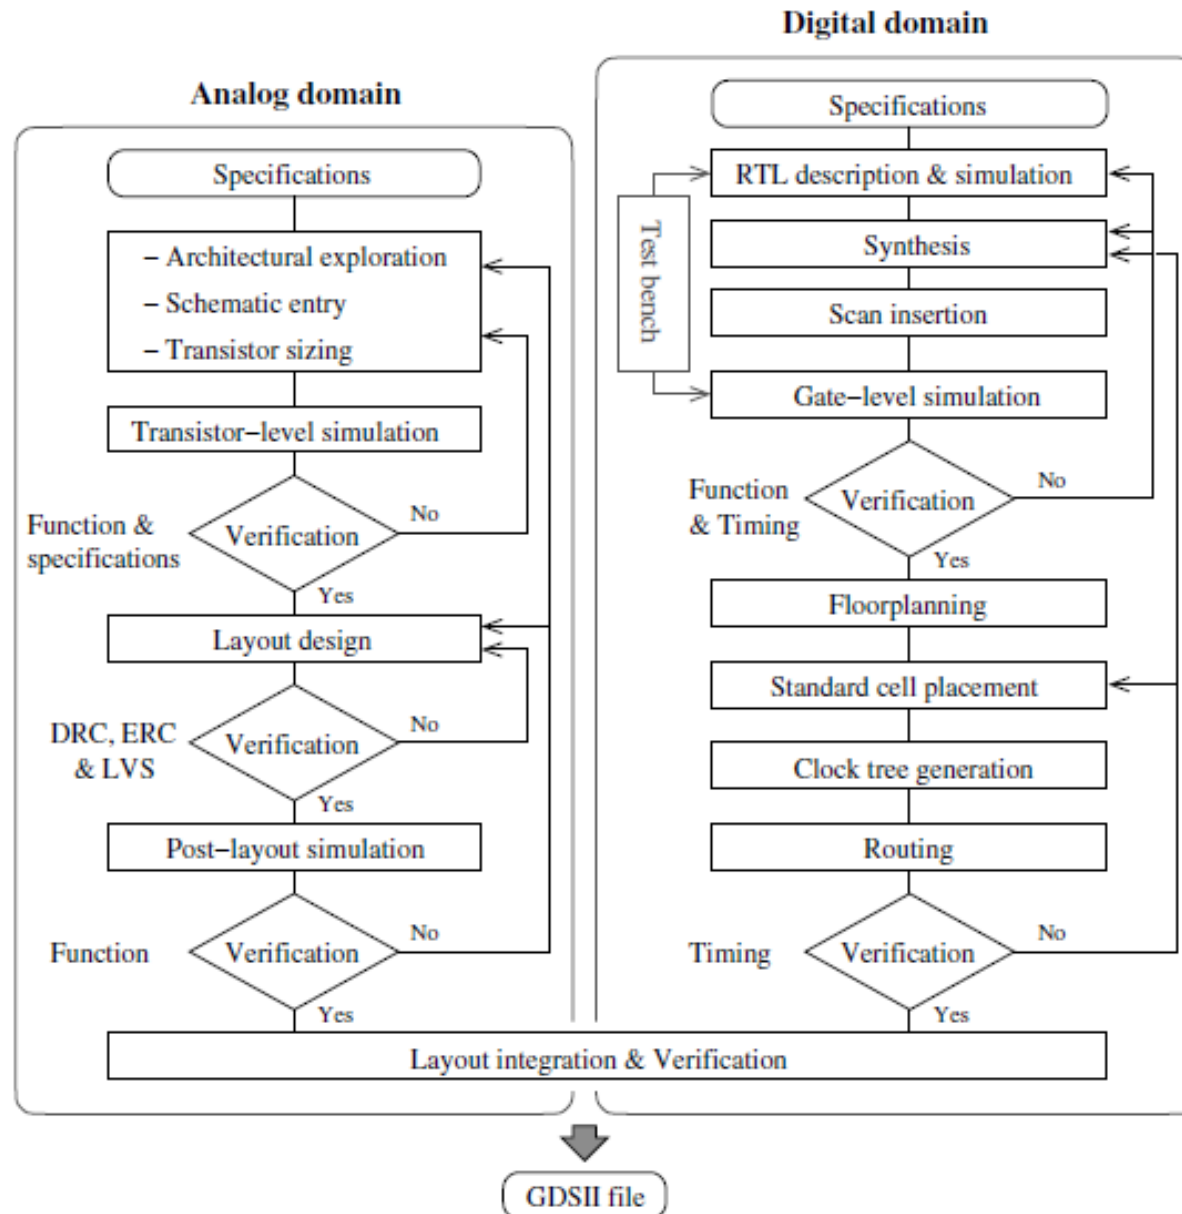 Analog domain
Specifications
– Architectural exploration
– Schematic entry
– Transistor sizing
Transistor–level simulation
Function &
specifications
Verification
No
Yes
Layout design
DRC, ERC
& LVS
Verification
No
Yes
Post–layout simulation
Function
Verification
No
Yes
Digital domain
Specifications
RTL description & simulation
Test bench
Synthesis
Scan insertion
Gate–level simulation
Function
& Timing
Verification
No
Yes
Floorplanning
Standard cell placement
Clock tree generation
Routing
Timing
Verification
No
Yes
Layout integration & Verification
GDSII file